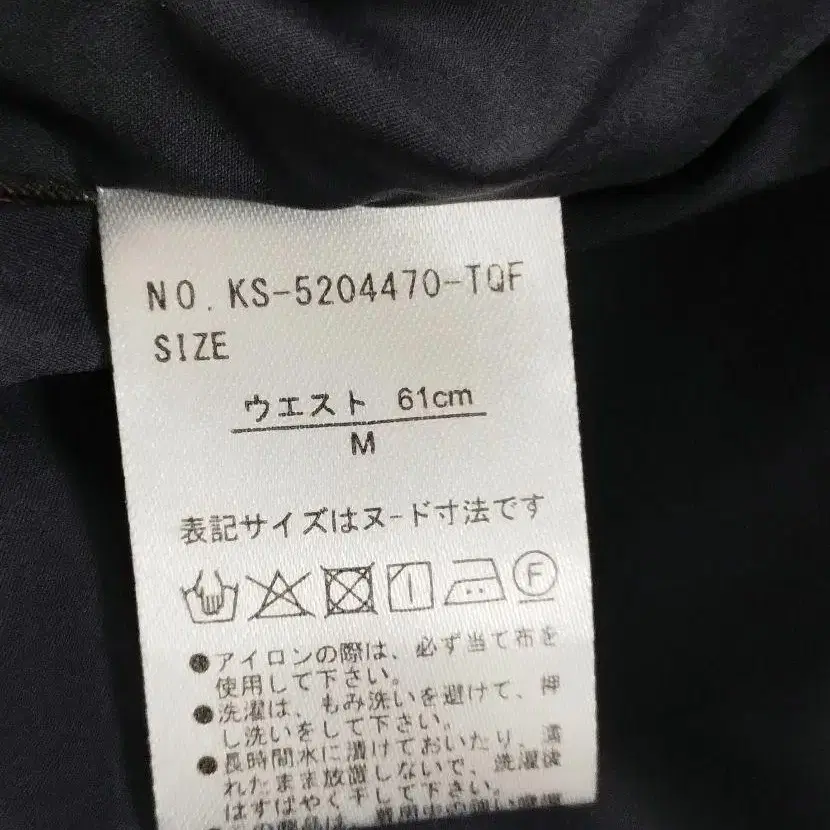 NO. KS-5204470-TQF
SIZE
ウエスト 61cm
M
表記サイズはヌード寸法です
F
●アイロンの際は、必ず当て布を
使用して下さい。
●洗濯は、もみ洗いを避けて、押
し洗いをして下さい。
●長時間水に漬けておいたり、濡
れたまま放置しないで、洗濯後
はすばやく干して下さい。